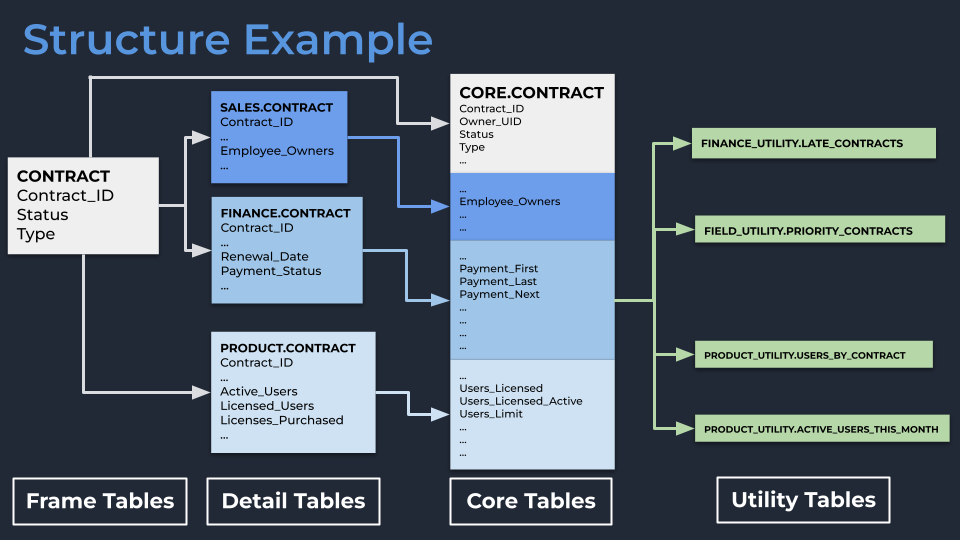 Structure Example
CONTRACT
Contract_ID
Status
Type
SALES.CONTRACT
Contract_ID
...
Employee_Owners
...
FINANCE.CONTRACT
Contract_ID
...
Renewal_Date
Payment_Status
...
PRODUCT.CONTRACT
Contract_ID
...
Active_Users
Licensed_Users
Licenses_Purchased
...
CORE.CONTRACT
Contract_ID
Owner_UID
Status
Type
...
...
Employee_Owners
...
...
...
Payment_First
Payment_Last
Payment_Next
...
...
...
...
...
Users_Licensed
Users_Licensed_Active
Users_Limit
...
...
...
FINANCE_UTILITY.LATE_CONTRACTS
FIELD_UTILITY.PRIORITY_CONTRACTS
PRODUCT_UTILITY.USERS_BY_CONTRACT
PRODUCT_UTILITY.ACTIVE_USERS_THIS_MONTH
Frame Tables
Detail Tables
Core Tables
Utility Tables